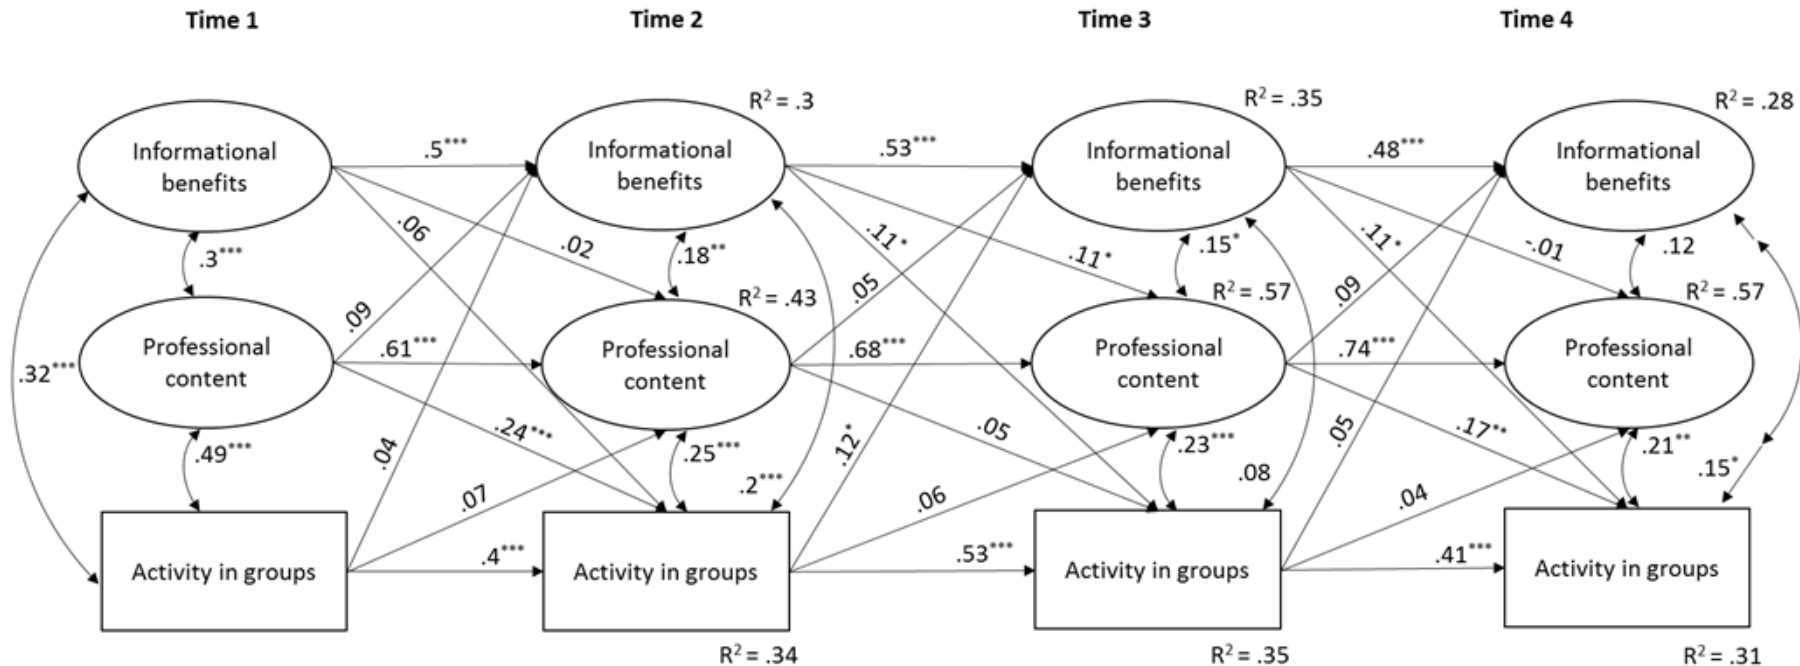 Time 1
Time 2
Time 3
Time 4
R² = .3
R² = .35
R² = .28
Informational
benefits
.5***
Informational
benefits
.53***
Informational
benefits
.48***
Informational
benefits
.06
.02
.3***
.18**
.11*
.11*
.15*
.11*
-.01
.12
.09
R² = .43
.05
R² = .57
.09
R² = .57
.32***
Professional
content
.61***
Professional
content
.68***
Professional
content
.74***
Professional
content
.49***
.04
.24***
.25***
.12*
.05
.23***
.05
.17**
.21**
.07
.2***
.06
.08
.04
.15*
Activity in groups
.4***
Activity in groups
.53***
Activity in groups
.41***
Activity in groups
R² = .34
R² = .35
R² = .31